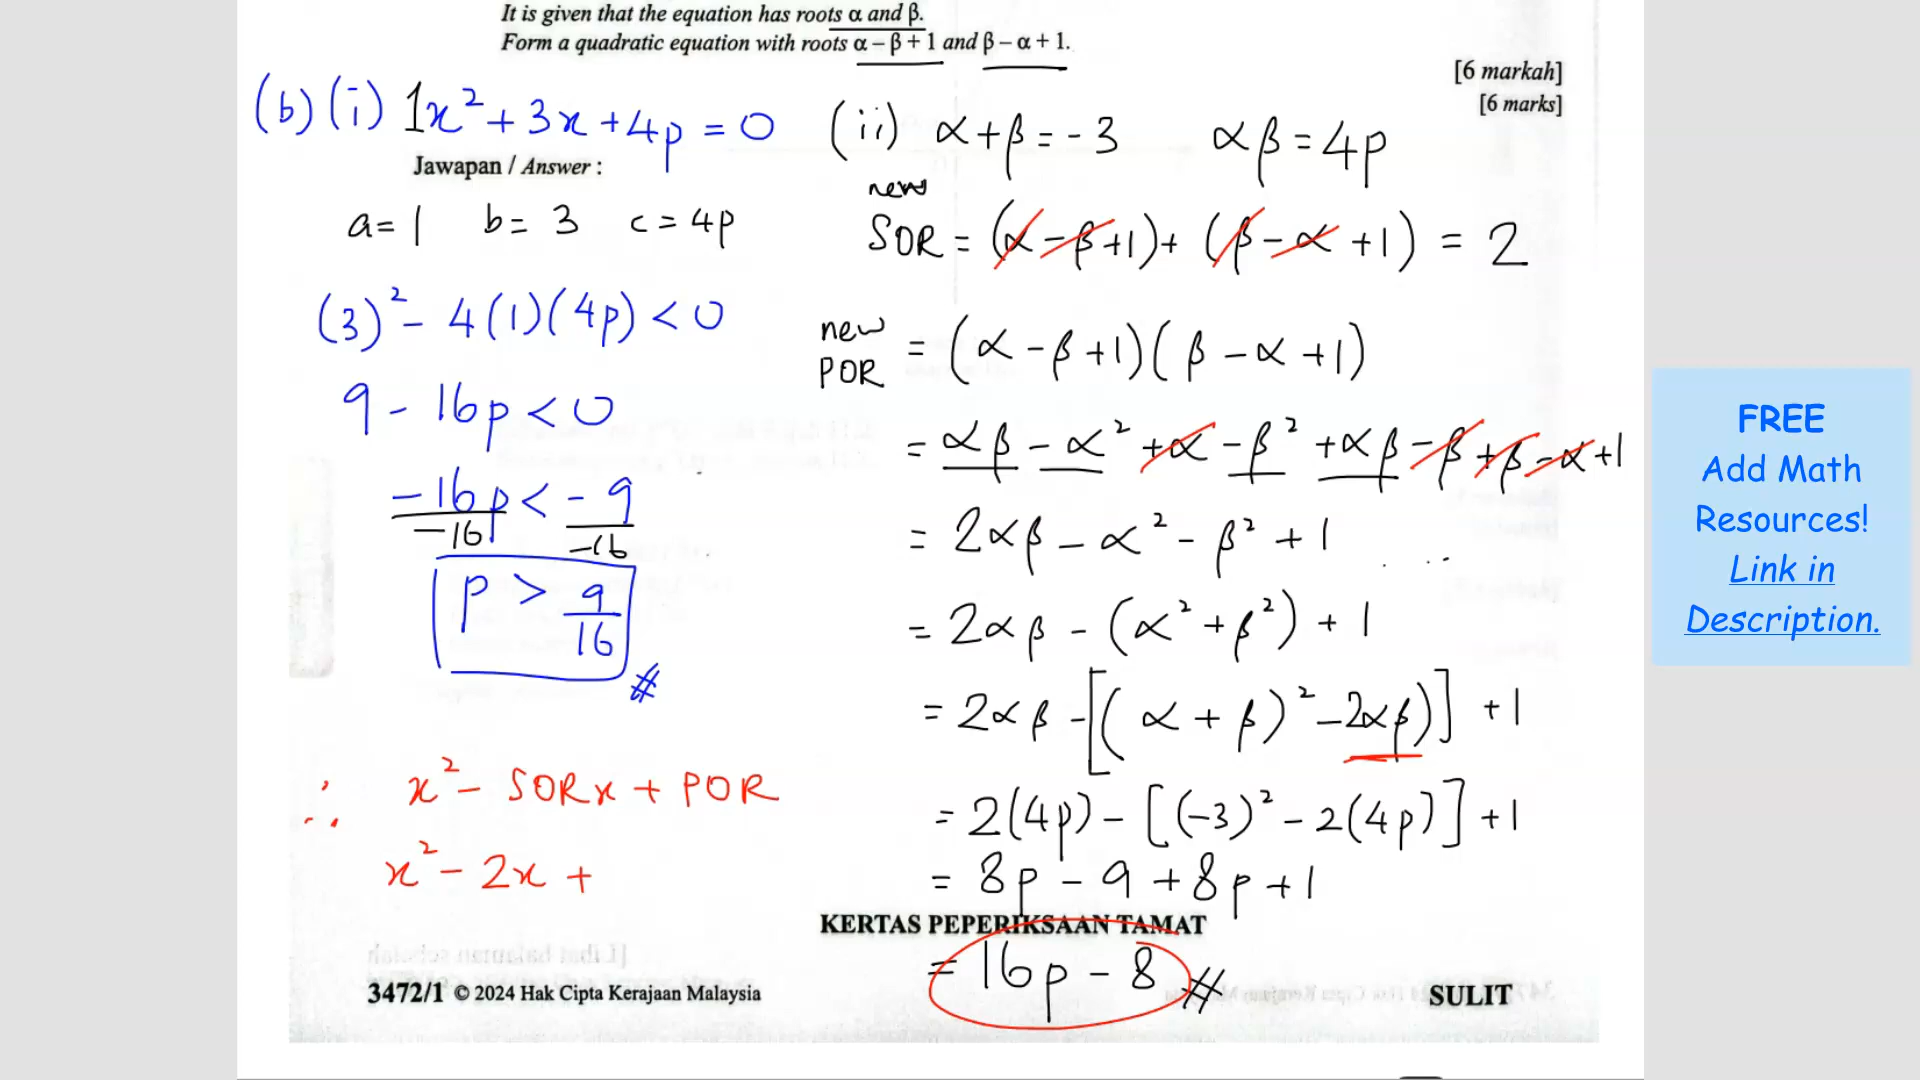 It is given that the equation has roots α and β.
Form a quadratic equation with roots α – β + 1 and β – α + 1.
[6 markah]
[6 marks]
(b) (i) 1x² + 3x + 4p = 0
Jawapan / Answer :
a = 1 b = 3 c = 4p
(3)² - 4(1)(4p) < 0
9 - 16p < 0
-16p < -9
-16 -16
p > 9/16 #
∴ x² - SORx + POR
x² - 2x +
(ii) α + β = -3 αβ = 4p
new
SOR = (α - β + 1) + (β - α + 1) = 2
new
POR = (α - β + 1)(β - α + 1)
= αβ - α² + α - β² + αβ - β + β - α + 1
= 2αβ - α² - β² + 1
= 2αβ - (α² + β²) + 1
= 2αβ - [(α + β)² - 2αβ)] + 1
= 2(4p) - [(-3)² - 2(4p)] + 1
= 8p - 9 + 8p + 1
KERTAS PEPERIKSAAN TAMAT
= 16p - 8 #
3472/1 © 2024 Hak Cipta Kerajaan Malaysia
SULIT
FREE
Add Math
Resources!
Link in
Description.